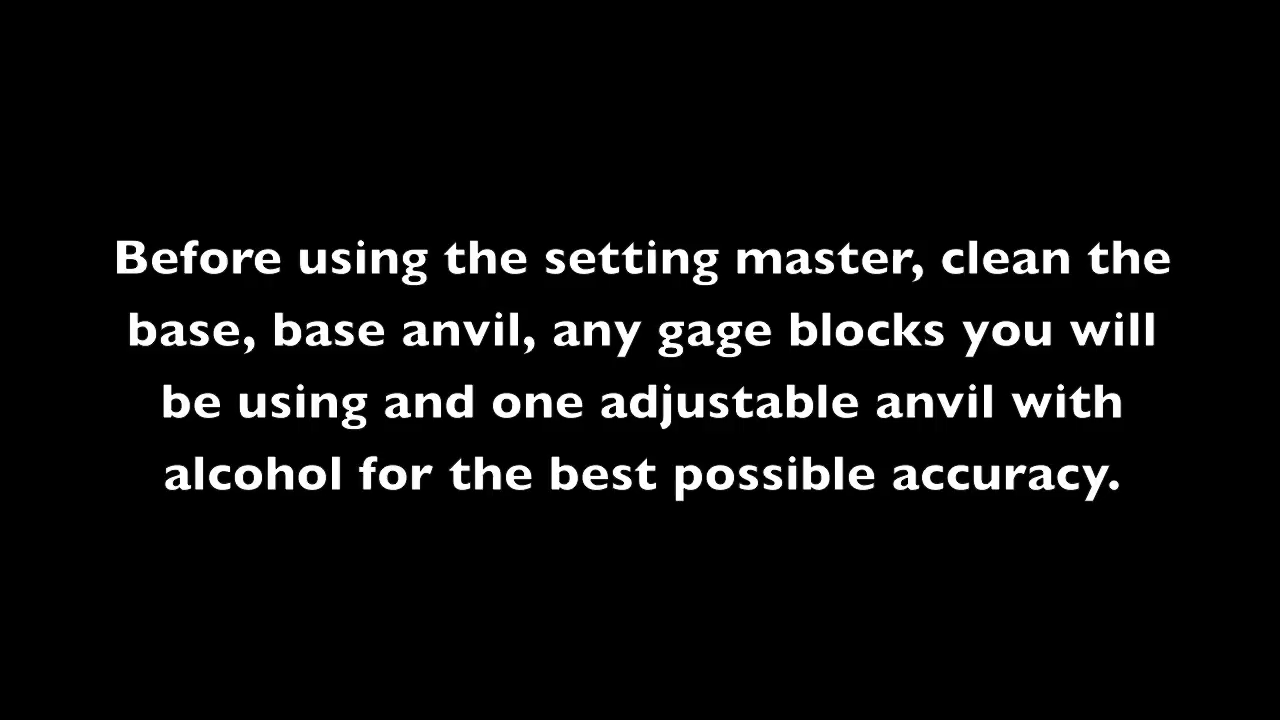 Before using the setting master, clean the
base, base anvil, any gage blocks you will
be using and one adjustable anvil with
alcohol for the best possible accuracy.